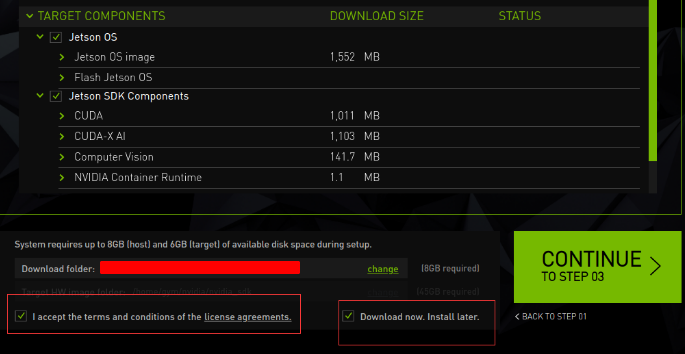 TARGET COMPONENTS DOWNLOAD SIZE STATUS
Jetson OS
Jetson OS image 1,552 MB
Flash Jetson OS
Jetson SDK Components
CUDA 1,011 MB
CUDA-X AI 1,103 MB
Computer Vision 141.7 MB
NVIDIA Container Runtime 1.1 MB
System requires up to 8GB (host) and 6GB (target) of available disk space during setup.
Download folder: change (8GB required)
Target HW image folder: change (45GB required)
I accept the terms and conditions of the license agreements.
Download now. Install later.
CONTINUE
TO STEP 03
< BACK TO STEP 01